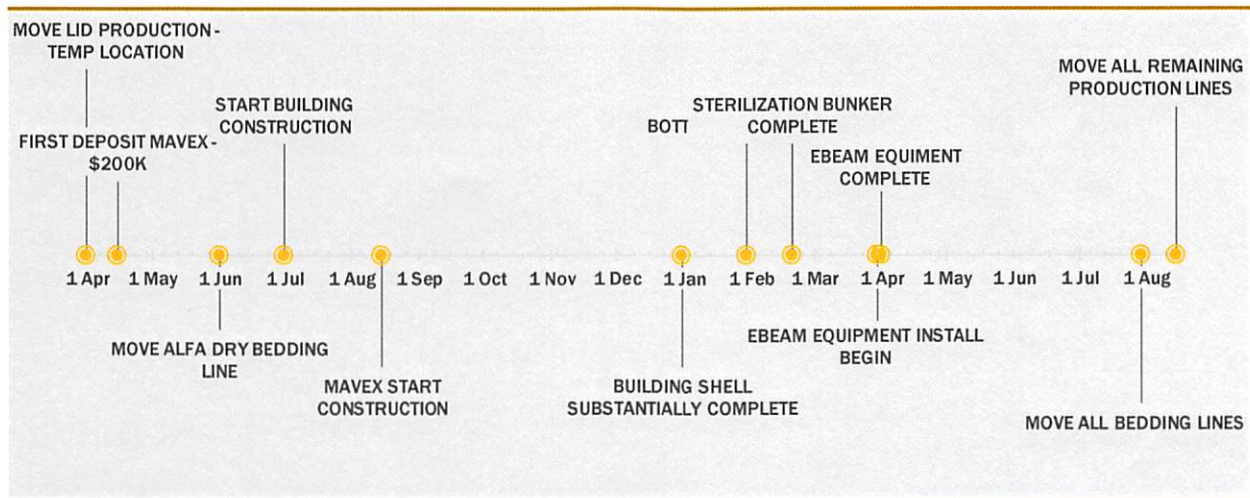 MOVE LID PRODUCTION -
TEMP LOCATION
FIRST DEPOSIT MAVEX -
$200K
START BUILDING
CONSTRUCTION
BOTT
STERILIZATION BUNKER
COMPLETE
EBEAM EQUIMENT
COMPLETE
MOVE ALL REMAINING
PRODUCTION LINES
1 Apr 1 May 1 Jun 1 Jul 1 Aug 1 Sep 1 Oct 1 Nov 1 Dec 1 Jan 1 Feb 1 Mar 1 Apr 1 May 1 Jun 1 Jul 1 Aug
MOVE ALFA DRY BEDDING
LINE
MAVEX START
CONSTRUCTION
BUILDING SHELL
SUBSTANTIALLY COMPLETE
EBEAM EQUIPMENT INSTALL
BEGIN
MOVE ALL BEDDING LINES